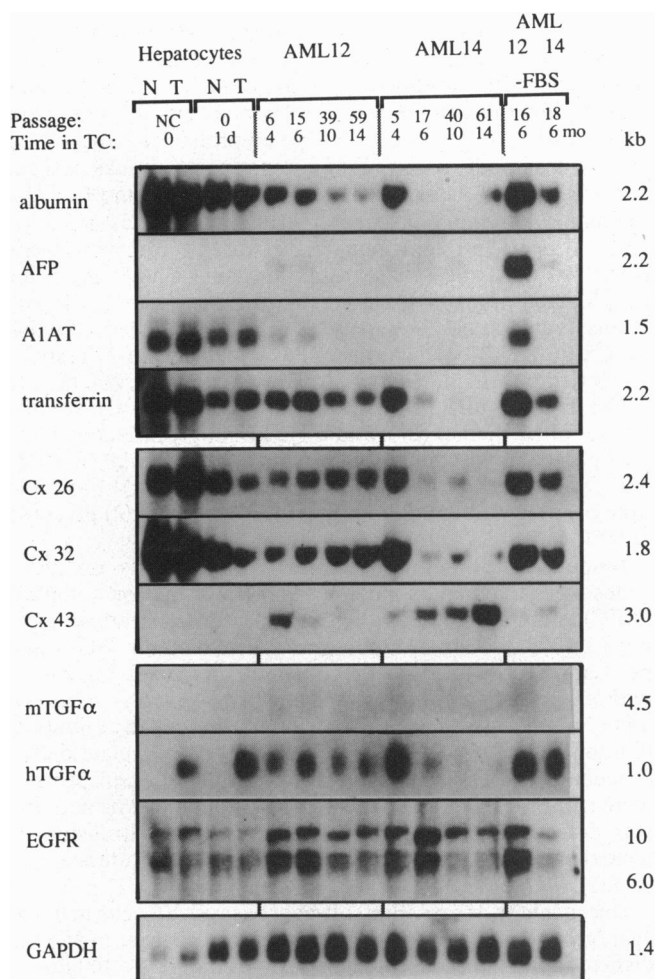 AML
Hepatocytes AML12 AML14 12 14
N T N T -FBS
Passage: NC 0 6 15 39 59 5 17 40 61 16 18
Time in TC: 0 1 d 4 6 10 14 4 6 10 14 6 6 mo kb
albumin 2.2
AFP 2.2
A1AT 1.5
transferrin 2.2
Cx 26 2.4
Cx 32 1.8
Cx 43 3.0
mTGFα 4.5
hTGFα 1.0
EGFR 10
6.0
GAPDH 1.4